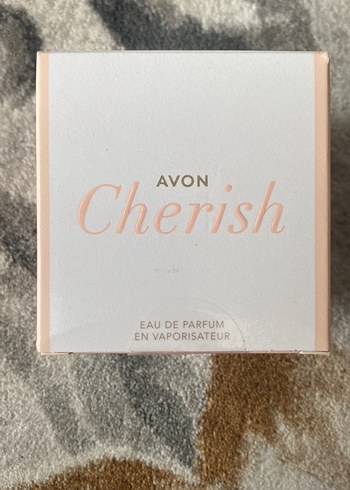 AVON
Cherish
EAU DE PARFUM
EN VAPORISATEUR